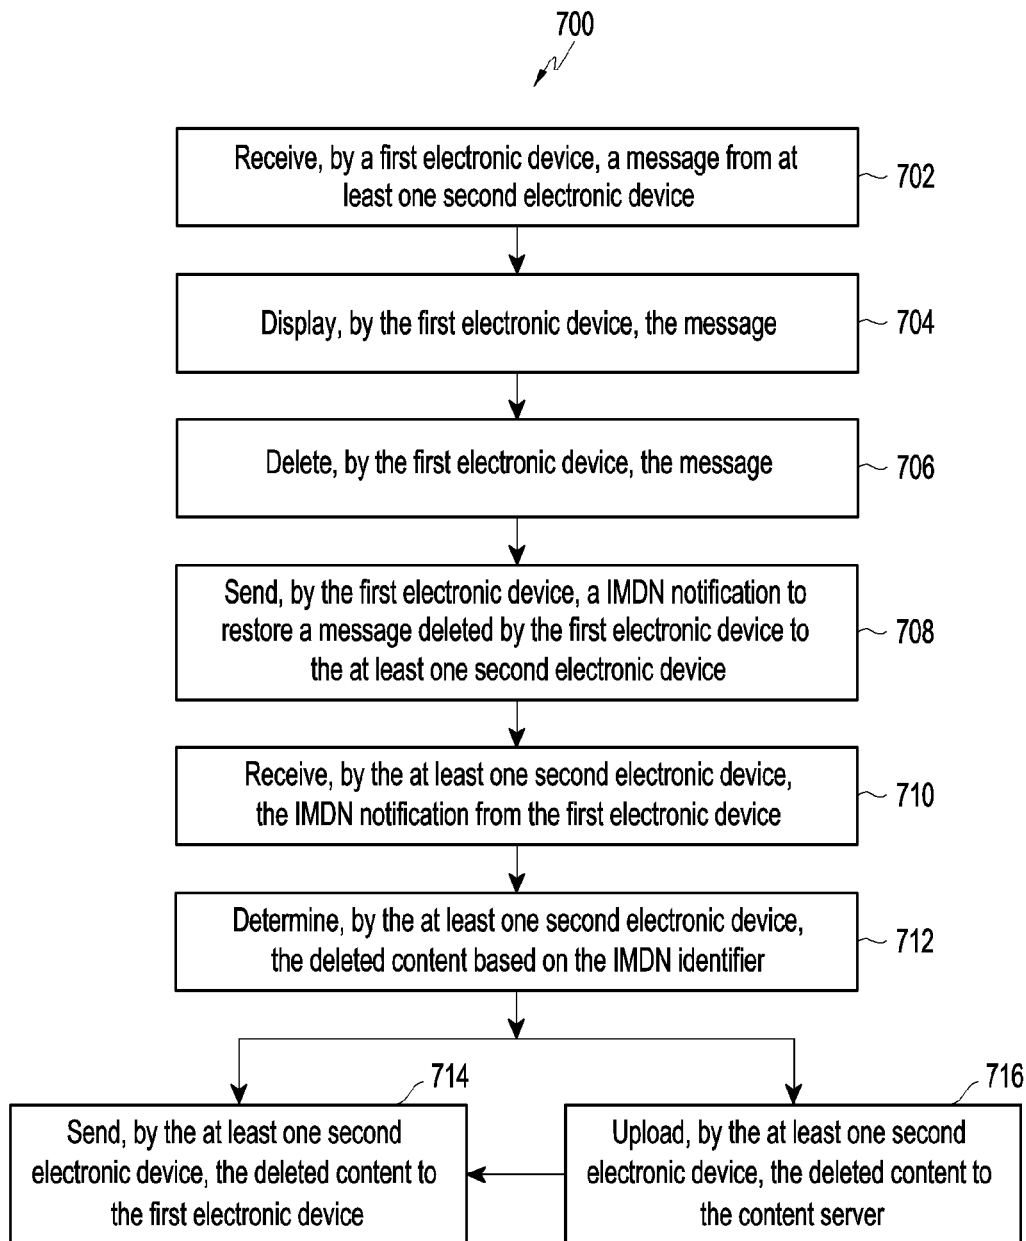 700
Receive, by a first electronic device, a message from at
least one second electronic device
702
Display, by the first electronic device, the message
704
Delete, by the first electronic device, the message
706
Send, by the first electronic device, a IMDN notification to
restore a message deleted by the first electronic device to
the at least one second electronic device
708
Receive, by the at least one second electronic device,
the IMDN notification from the first electronic device
710
Determine, by the at least one second electronic device,
the deleted content based on the IMDN identifier
712
714
Send, by the at least one second
electronic device, the deleted content to
the first electronic device
716
Upload, by the at least one second
electronic device, the deleted content to
the content server